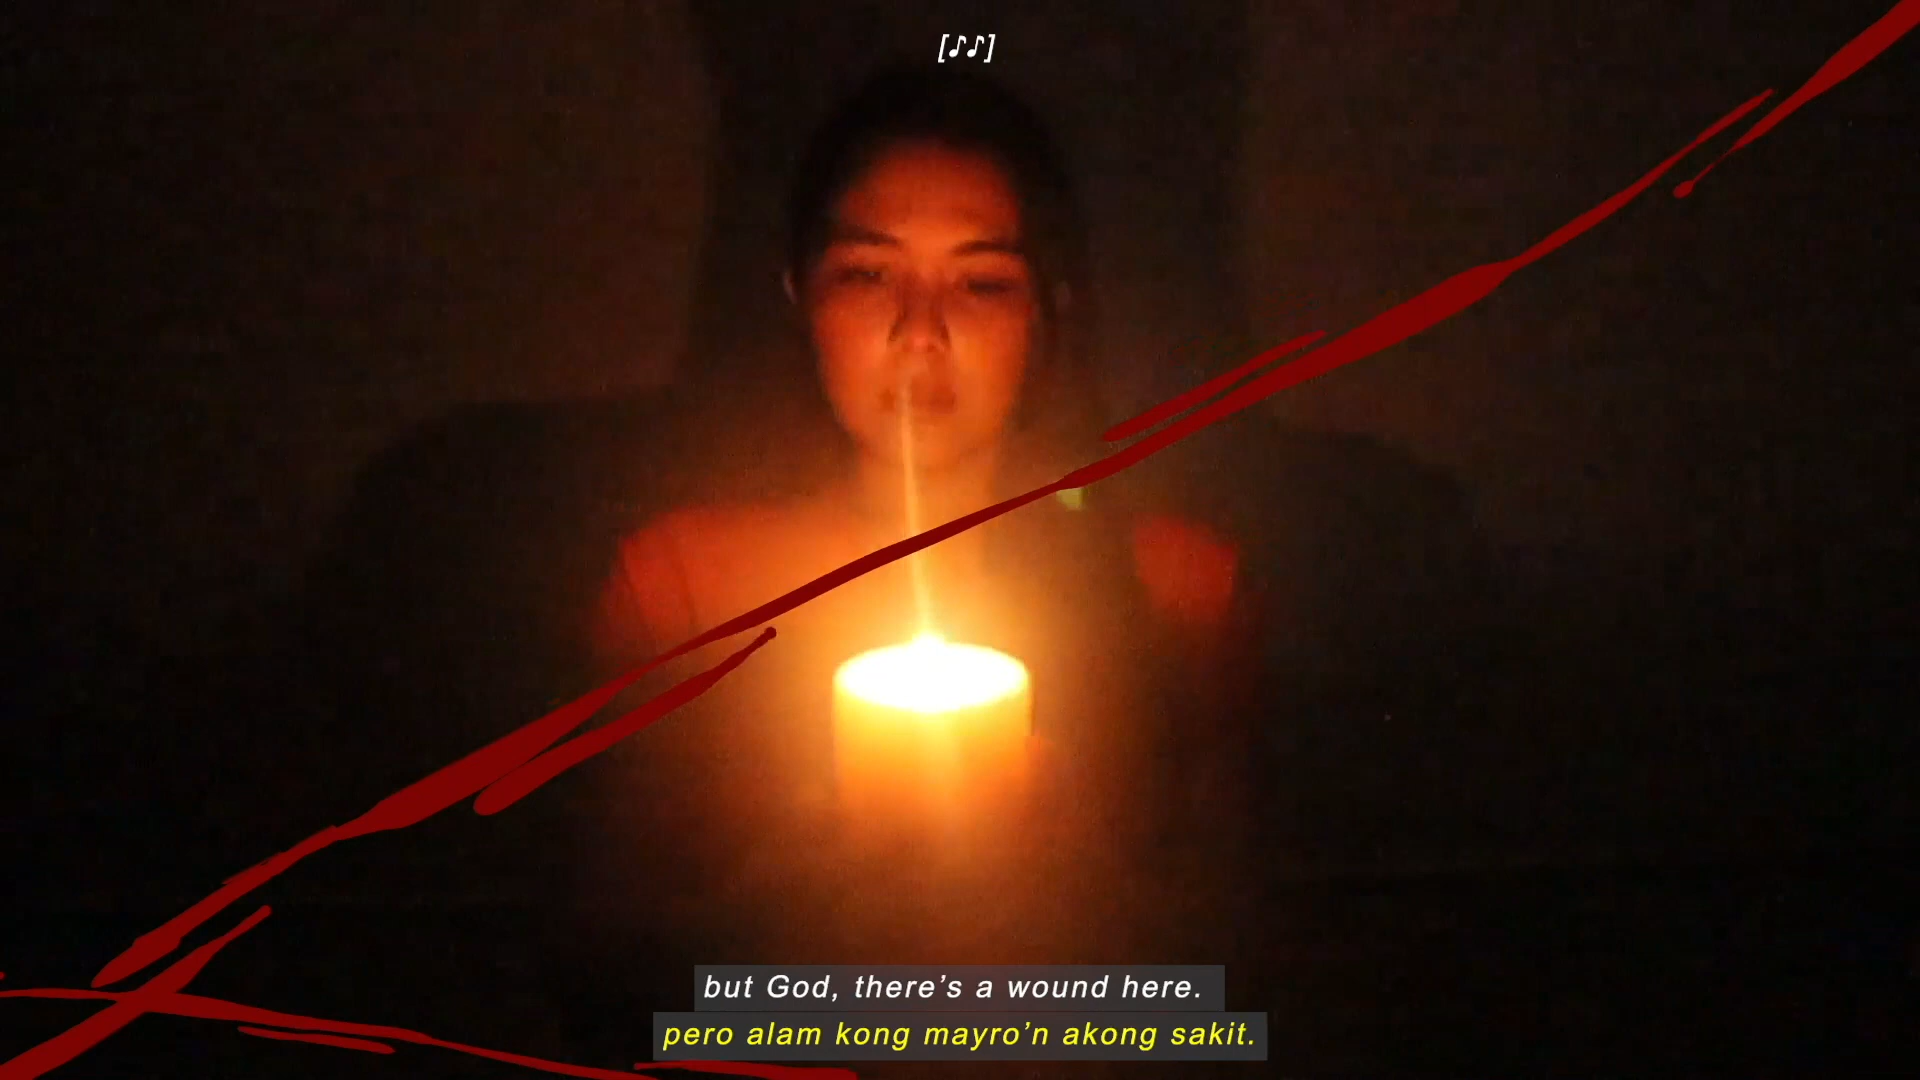 [♪♪]
but God, there's a wound here.
pero alam kong mayro'n akong sakit.